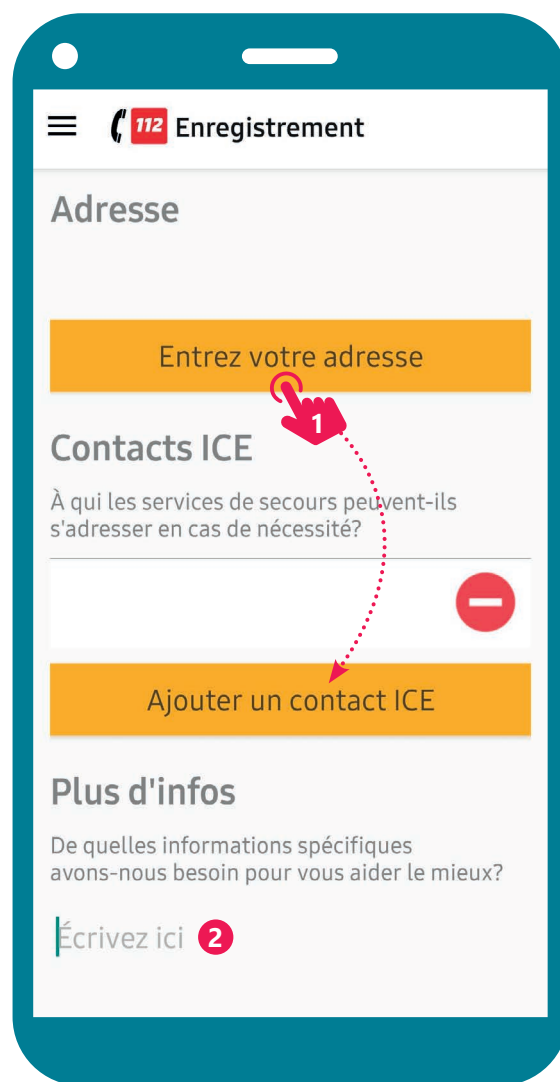 112 Enregistrement
Adresse
Entrez votre adresse
1
Contacts ICE
À qui les services de secours peuvent-ils
s'adresser en cas de nécessité?
Ajouter un contact ICE
Plus d'infos
De quelles informations spécifiques
avons-nous besoin pour vous aider le mieux?
Écrivez ici 2